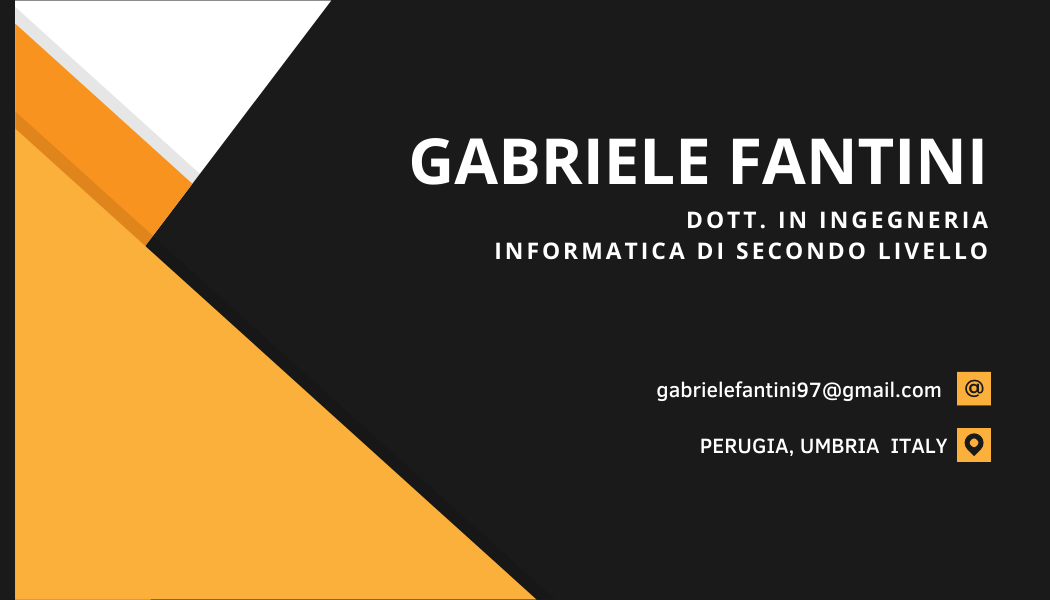 GABRIELE FANTINI
DOTT. IN INGEGNERIA
INFORMATICA DI SECONDO LIVELLO
gabrielefantini97@gmail.com @
PERUGIA, UMBRIA  ITALY